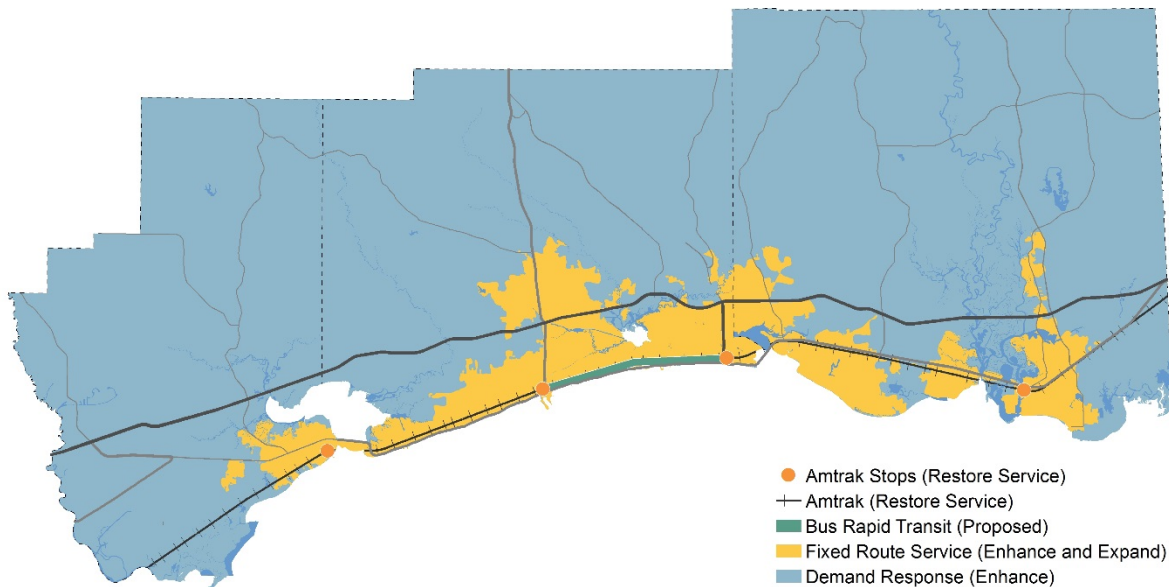 Amtrak Stops (Restore Service)
Amtrak (Restore Service)
Bus Rapid Transit (Proposed)
Fixed Route Service (Enhance and Expand)
Demand Response (Enhance)